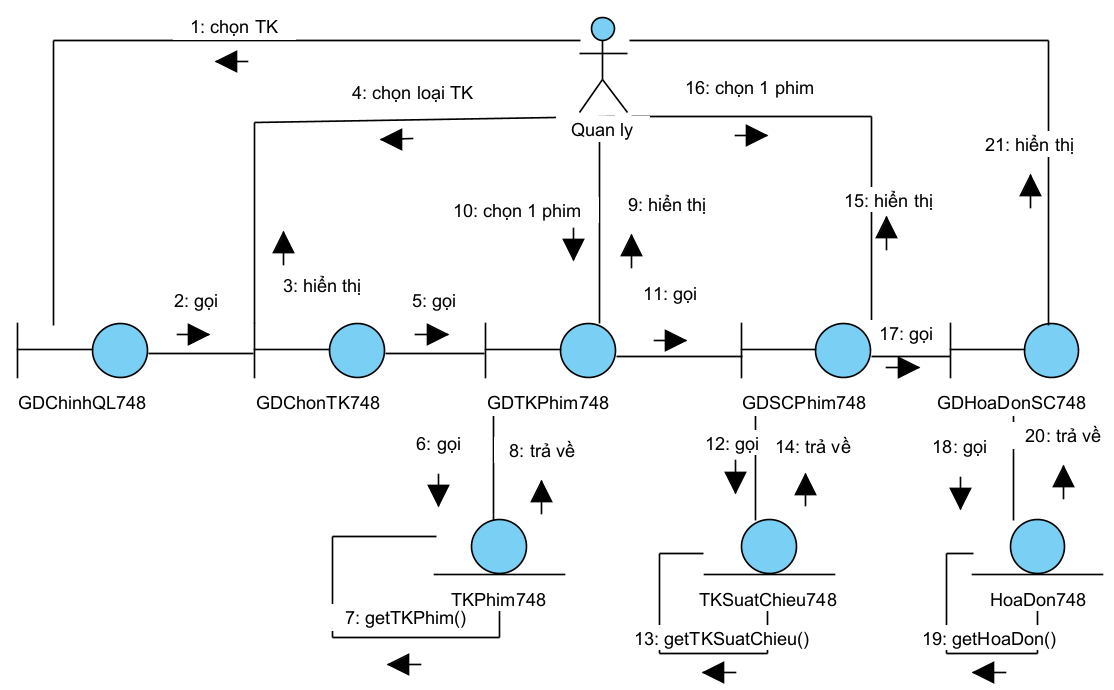 1: chọn TK
4: chọn loại TK
16: chọn 1 phim
Quan ly
21: hiển thị
10: chọn 1 phim
9: hiển thị
15: hiển thị
3: hiển thị
2: gọi
5: gọi
11: gọi
17: gọi
GDChinhQL748
GDChonTK748
GDTKPhim748
GDSCPhim748
GDHoaDonSC748
6: gọi
8: trả về
12: gọi
14: trả về
18: gọi
20: trả về
TKPhim748
TKSuatChieu748
HoaDon748
7: getTKPhim()
13: getTKSuatChieu()
19: getHoaDon()